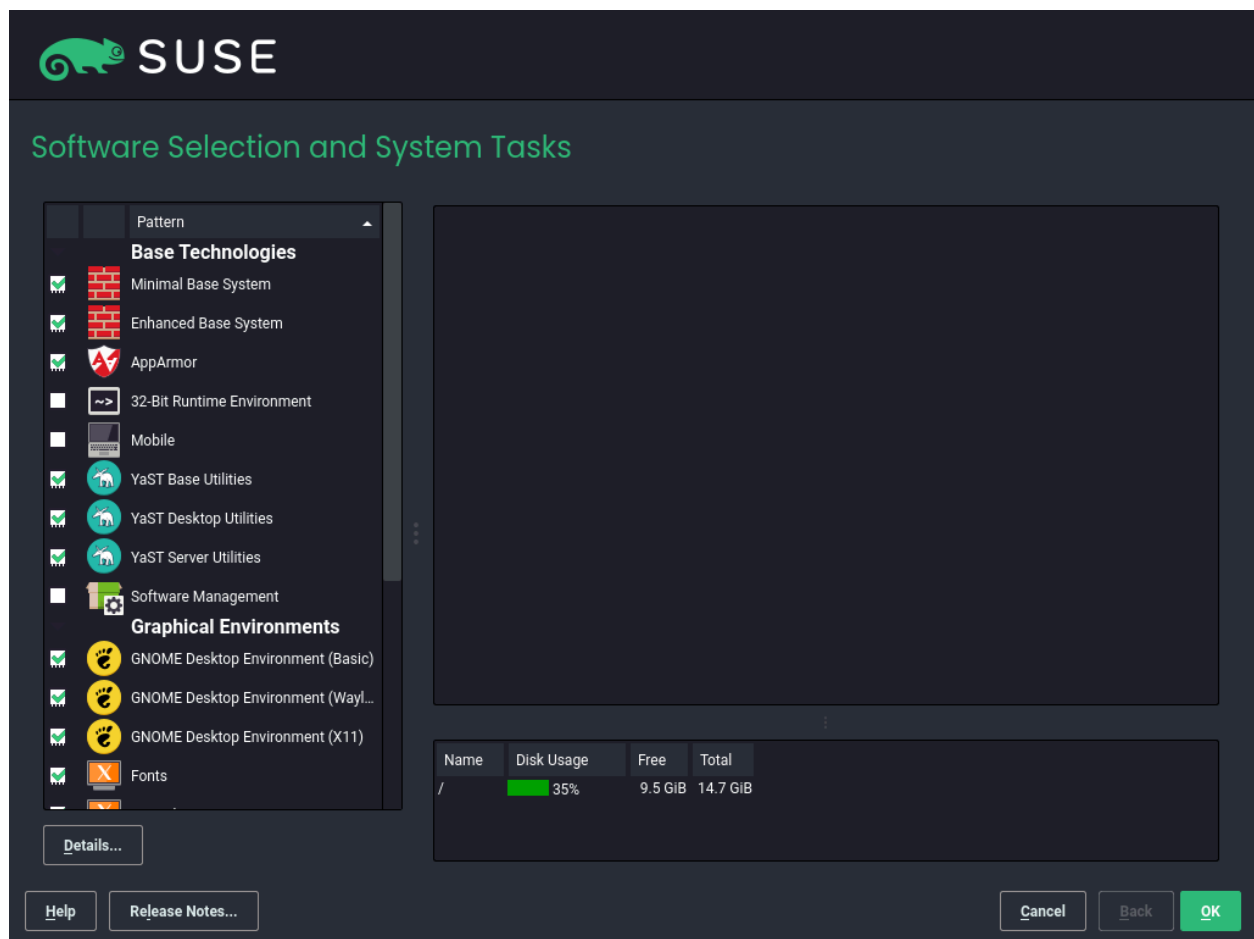 SUSE
Software Selection and System Tasks
Pattern
Base Technologies
Minimal Base System
Enhanced Base System
AppArmor
~> 32-Bit Runtime Environment
Mobile
YaST Base Utilities
YaST Desktop Utilities
YaST Server Utilities
Software Management
Graphical Environments
GNOME Desktop Environment (Basic)
GNOME Desktop Environment (Wayl...
GNOME Desktop Environment (X11)
X Fonts
Name Disk Usage Free Total
/ 35% 9.5 GiB 14.7 GiB
Details...
Help Release Notes... Cancel Back OK